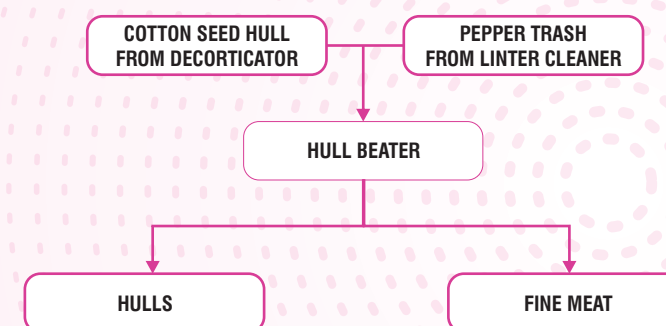 COTTON SEED HULL
FROM DECORTICATOR
PEPPER TRASH
FROM LINTER CLEANER
HULL BEATER
HULLS
FINE MEAT